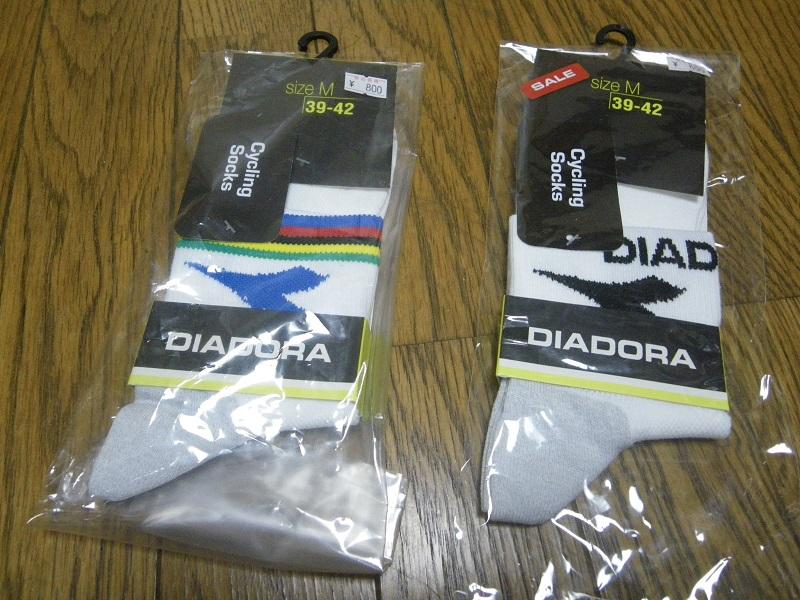 size M
39-42
¥ 800
Cycling
Socks
DIADORA
SALE
size M
39-42
¥
Cycling
Socks
DIAD
DIADORA